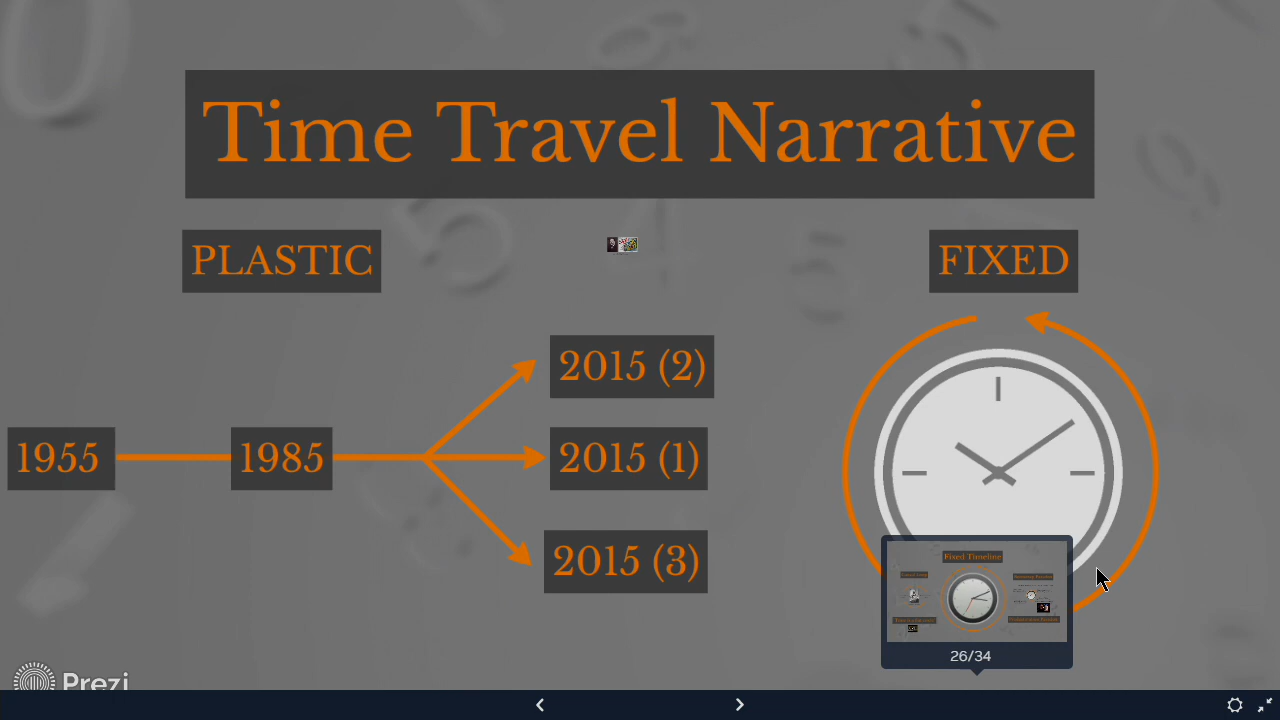 Time Travel Narrative
PLASTIC
FIXED
2015 (2)
1955
1985
2015 (1)
2015 (3)
Fixed Timeline
26/34
Prezi